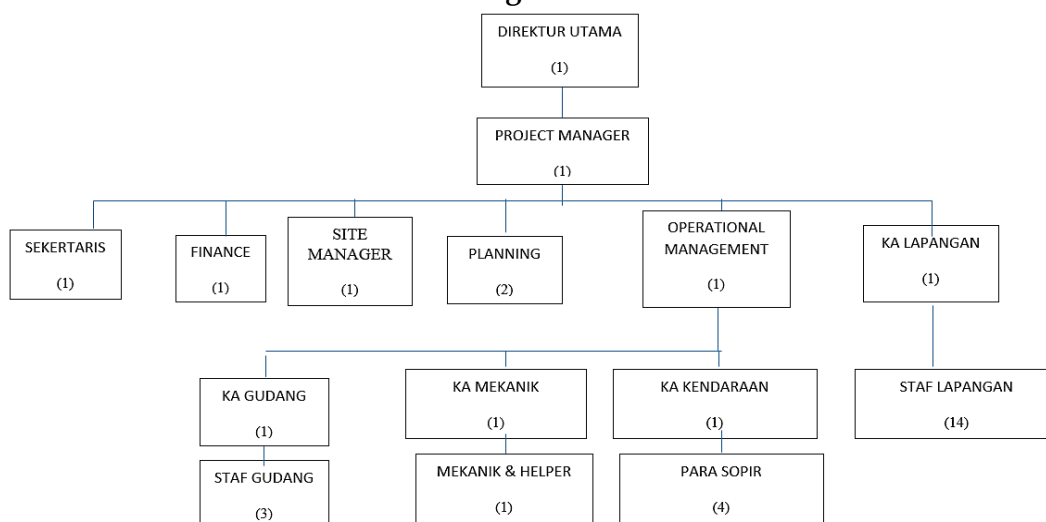 DIREKTUR UTAMA
(1)
PROJECT MANAGER
(1)
SEKERTARIS
(1)
FINANCE
(1)
SITE
MANAGER
(1)
PLANNING
(2)
OPERATIONAL
MANAGEMENT
(1)
KA LAPANGAN
(1)
KA GUDANG
(1)
KA MEKANIK
(1)
KA KENDARAAN
(1)
STAF LAPANGAN
(14)
STAF GUDANG
(3)
MEKANIK & HELPER
(1)
PARA SOPIR
(4)